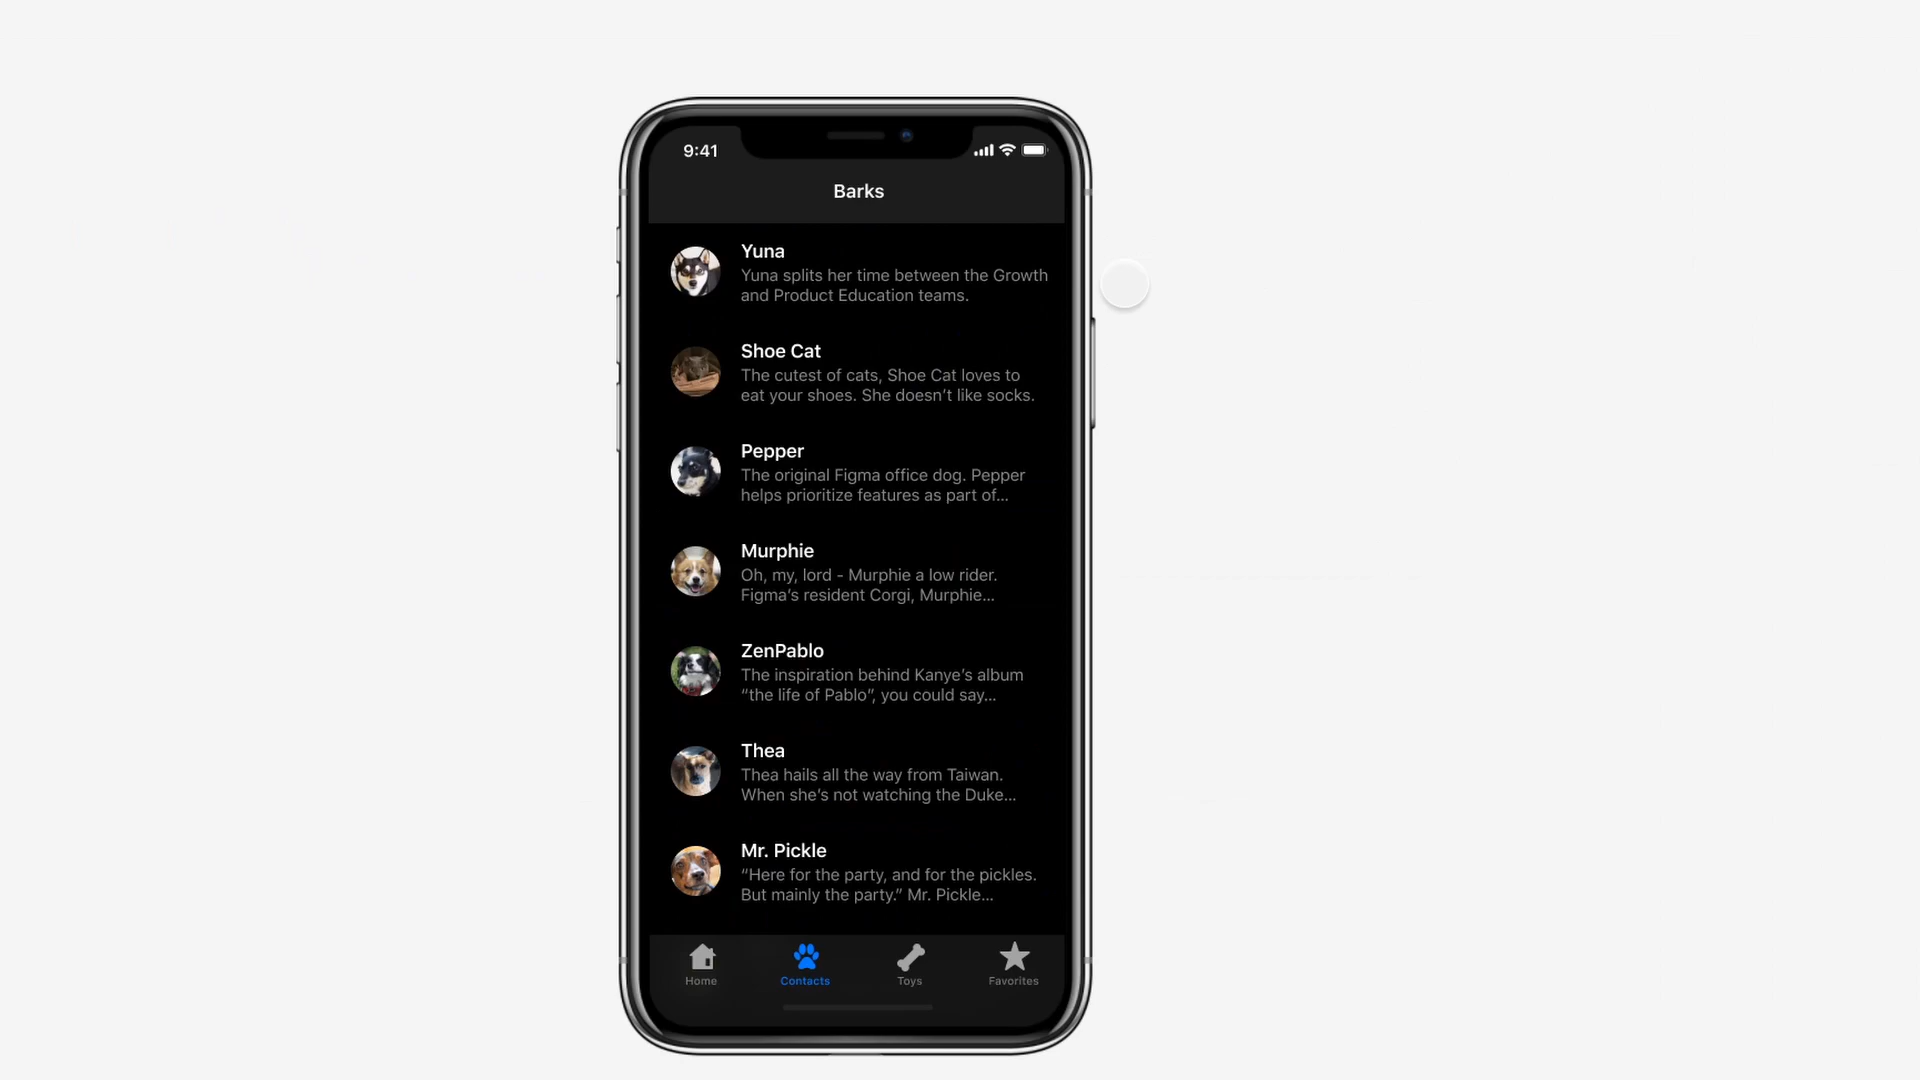 9:41
Barks
Yuna
Yuna splits her time between the Growth
and Product Education teams.
Shoe Cat
The cutest of cats, Shoe Cat loves to
eat your shoes. She doesn’t like socks.
Pepper
The original Figma office dog. Pepper
helps prioritize features as part of...
Murphie
Oh, my, lord - Murphie a low rider.
Figma’s resident Corgi, Murphie...
ZenPablo
The inspiration behind Kanye’s album
“the life of Pablo”, you could say...
Thea
Thea hails all the way from Taiwan.
When she’s not watching the Duke...
Mr. Pickle
“Here for the party, and for the pickles.
But mainly the party.” Mr. Pickle...
Home Contacts Toys Favorites